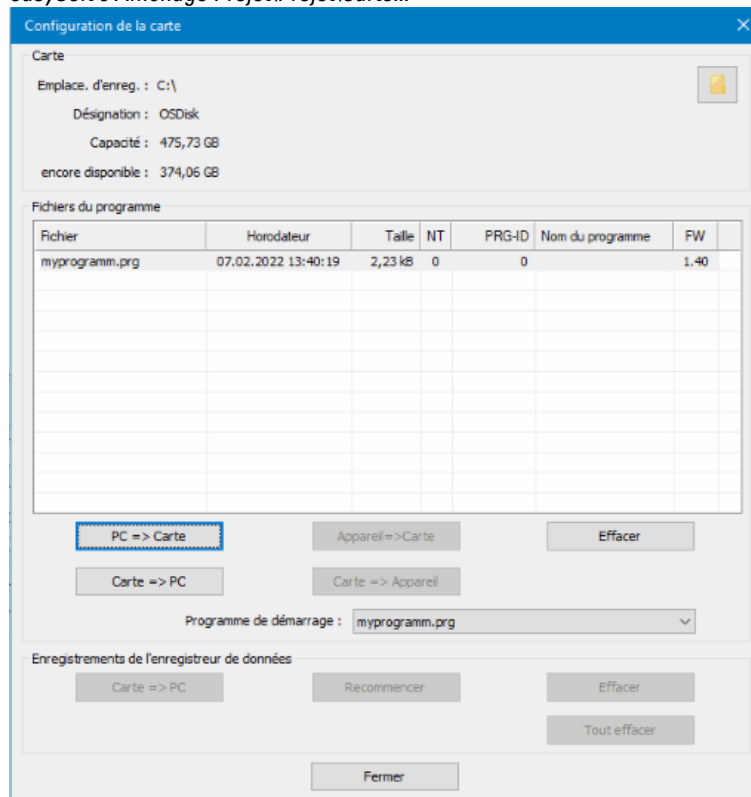 Configuration de la carte
Carte
Emplace. d'enreg. : C:\
Désignation : OSDisk
Capacité : 475,73 GB
encore disponible : 374,06 GB
Fichiers du programme
Fichier Horodateur Taille NT PRG-ID Nom du programme FW
myprogramm.prg 07.02.2022 13:40:19 2,23 kB 0 0 1.40
PC => Carte Appareil=>Carte Effacer
Carte => PC Carte => Appareil
Programme de démarrage : myprogramm.prg
Enregistrements de l'enregistreur de données
Carte => PC Recommencer Effacer
Tout effacer
Fermer